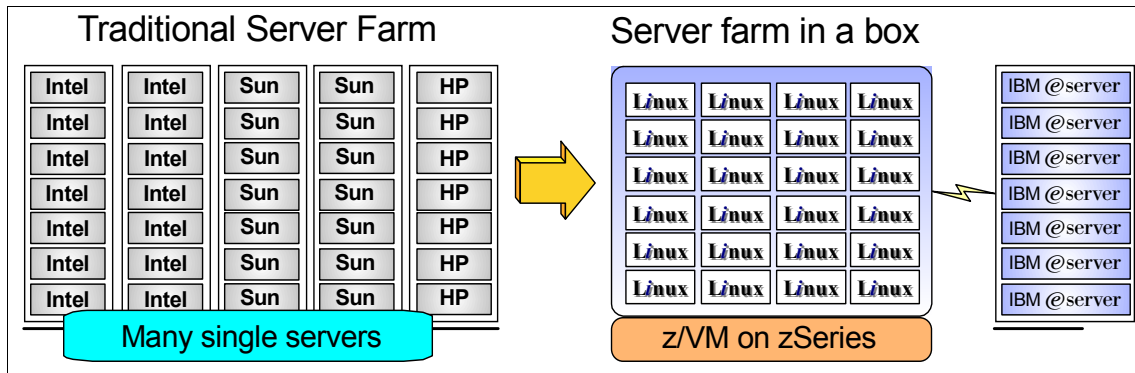 Traditional Server Farm
Server farm in a box
Intel Intel Sun Sun HP
Intel Intel Sun Sun HP
Intel Intel Sun Sun HP
Intel Intel Sun Sun HP
Intel Intel Sun Sun HP
Intel Intel Sun Sun HP
Intel Intel Sun Sun HP
Many single servers
Linux Linux Linux Linux
Linux Linux Linux Linux
Linux Linux Linux Linux
Linux Linux Linux Linux
Linux Linux Linux Linux
Linux Linux Linux Linux
z/VM on zSeries
IBM @server
IBM @server
IBM @server
IBM @server
IBM @server
IBM @server
IBM @server